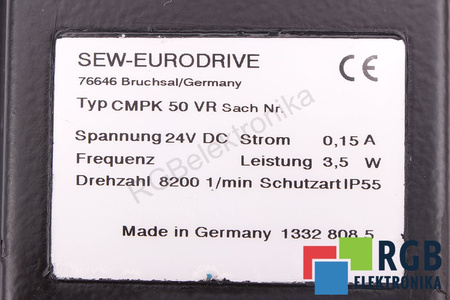 SEW-EURODRIVE
76646 Bruchsal/Germany
Typ CMPK 50 VR Sach Nr.
Spannung 24V DC Strom 0,15 A
Frequenz Leistung 3,5 W
Drehzahl 8200 1/min Schutzart IP55
Made in Germany 1332 808 5
CE
RGBelektronika
RGB
ELEKTRONIKA